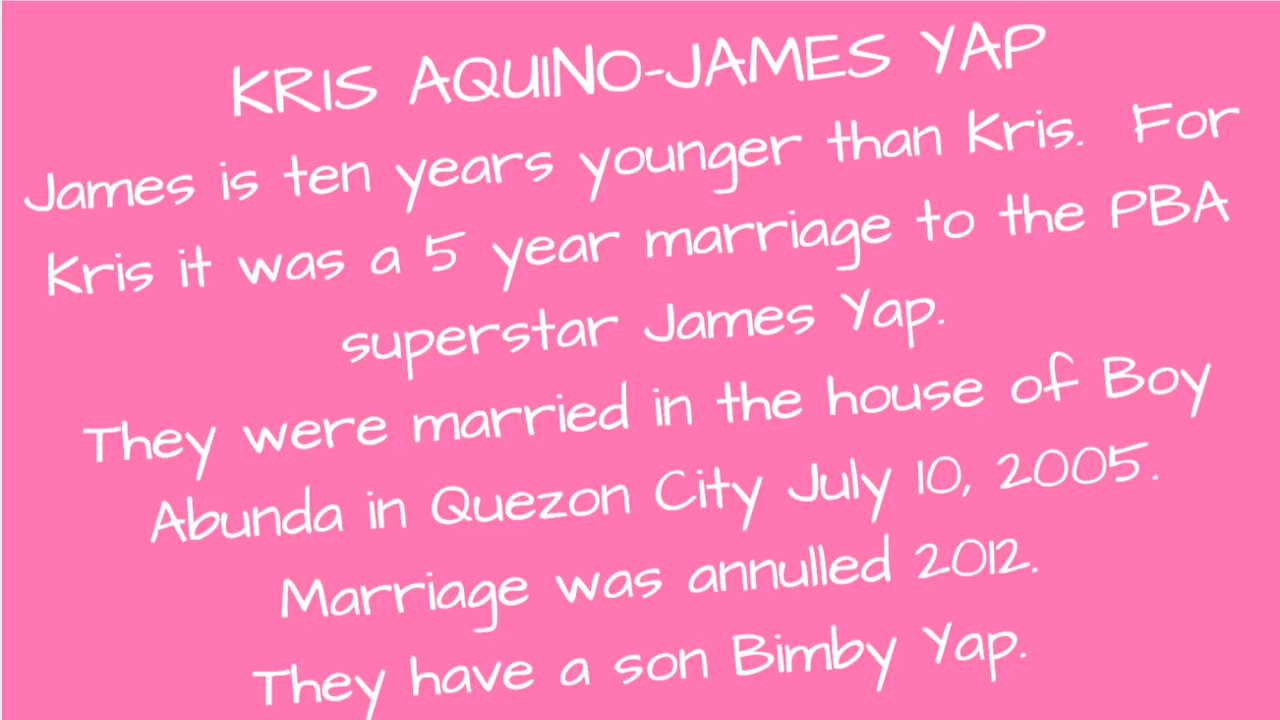 KRIS AQUINO-JAMES YAP
James is ten years younger than Kris. For
Kris it was a 5 year marriage to the PBA
superstar James Yap.
They were married in the house of Boy
Abunda in Quezon City July 10, 2005.
Marriage was annulled 2012.
They have a son Bimby Yap.